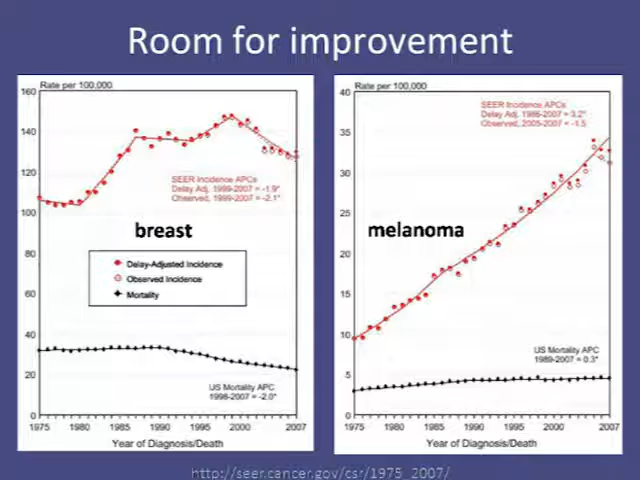 Room for improvement
Rate per 100,000
160
140
120
100
80
60
40
20
0
SEER Incidence APCs
Delay Adj. 1999-2007 = -1.9*
Observed, 1999-2007 = -2.1*
breast
Delay-Adjusted Incidence
Observed Incidence
Mortality
US Mortality APC
1998-2007 = -2.0*
1975 1980 1985 1990 1995 2000 2007
Year of Diagnosis/Death
Rate per 100,000
40
35
30
25
20
15
10
5
0
SEER Incidence APCs
Delay Adj. 1986-2007 = 3.2*
Observed, 2005-2007 = -1.5
melanoma
US Mortality APC
1989-2007 = 0.3*
1975 1980 1985 1990 1995 2000 2007
Year of Diagnosis/Death
http://seer.cancer.gov/csr/1975_2007/